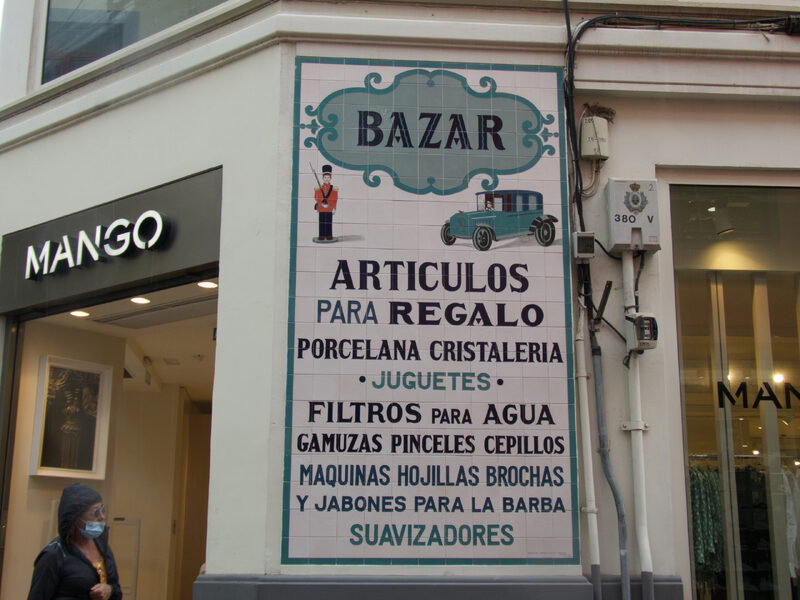 BAZAR
MANGO
ARTICULOS
PARA REGALO
PORCELANA CRISTALERIA
• JUGUETES •
FILTROS PARA AGUA
GAMUZAS PINCELES CEPILLOS
MAQUINAS HOJILLAS BROCHAS
Y JABONES PARA LA BARBA
SUAVIZADORES
2
380 V
MAN